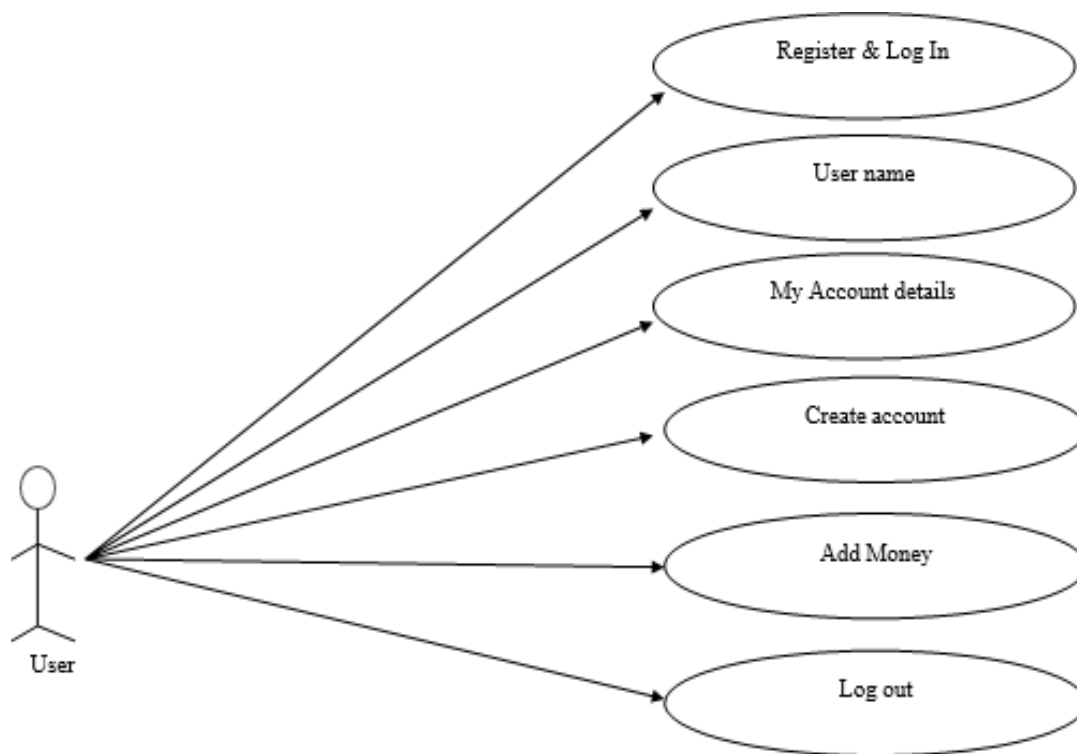 Register & Log In
User name
My Account details
Create account
Add Money
User
Log out